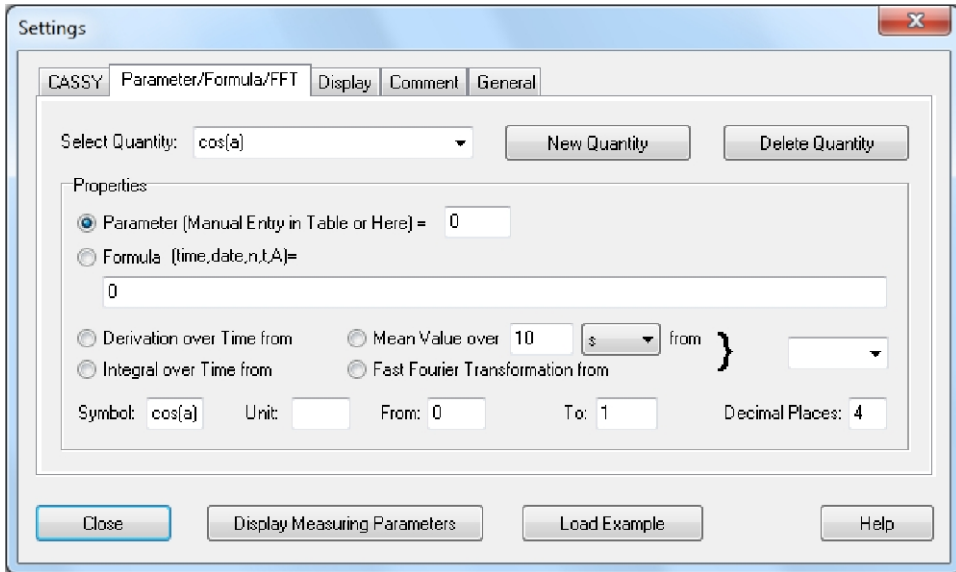 Settings
CASSY Parameter/Formula/FFT Display Comment General
Select Quantity: cos(a) New Quantity Delete Quantity
Properties
Parameter (Manual Entry in Table or Here) = 0
Formula (time,date,n,t,A)=
0
Derivation over Time from Mean Value over 10 s from }
Integral over Time from Fast Fourier Transformation from
Symbol: cos(a) Unit: From: 0 To: 1 Decimal Places: 4
Close Display Measuring Parameters Load Example Help